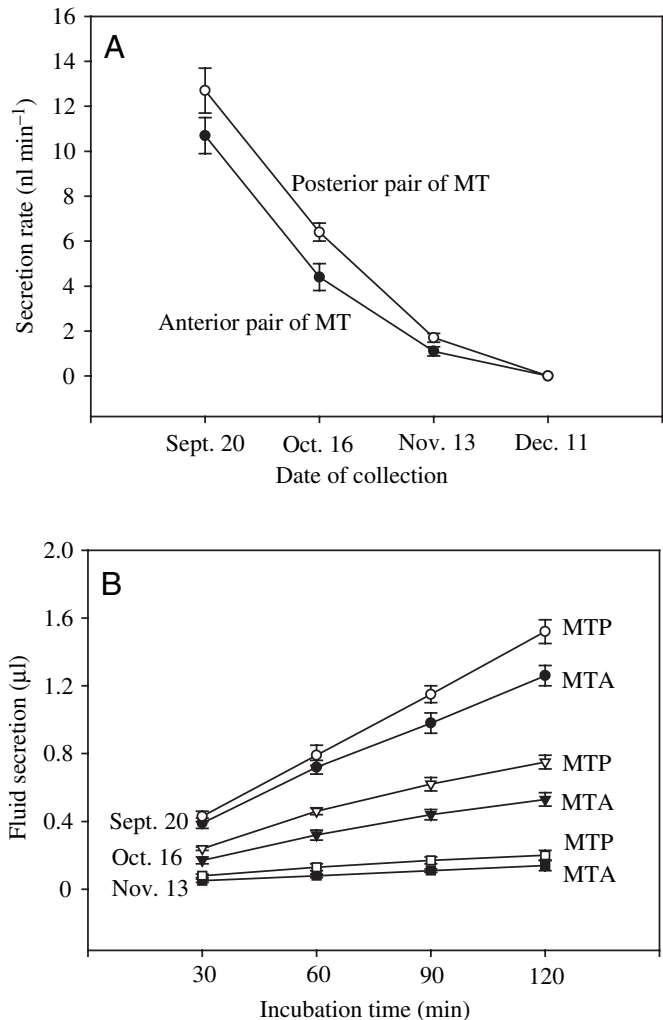 A
16
14
12
10
8
6
4
2
0
Secretion rate (nl min⁻¹)
Posterior pair of MT
Anterior pair of MT
Sept. 20 Oct. 16 Nov. 13 Dec. 11
Date of collection
B
2.0
1.6
1.2
0.8
0.4
0
Fluid secretion (µl)
MTP
MTA
MTP
MTA
MTP
MTA
Sept. 20
Oct. 16
Nov. 13
30 60 90 120
Incubation time (min)